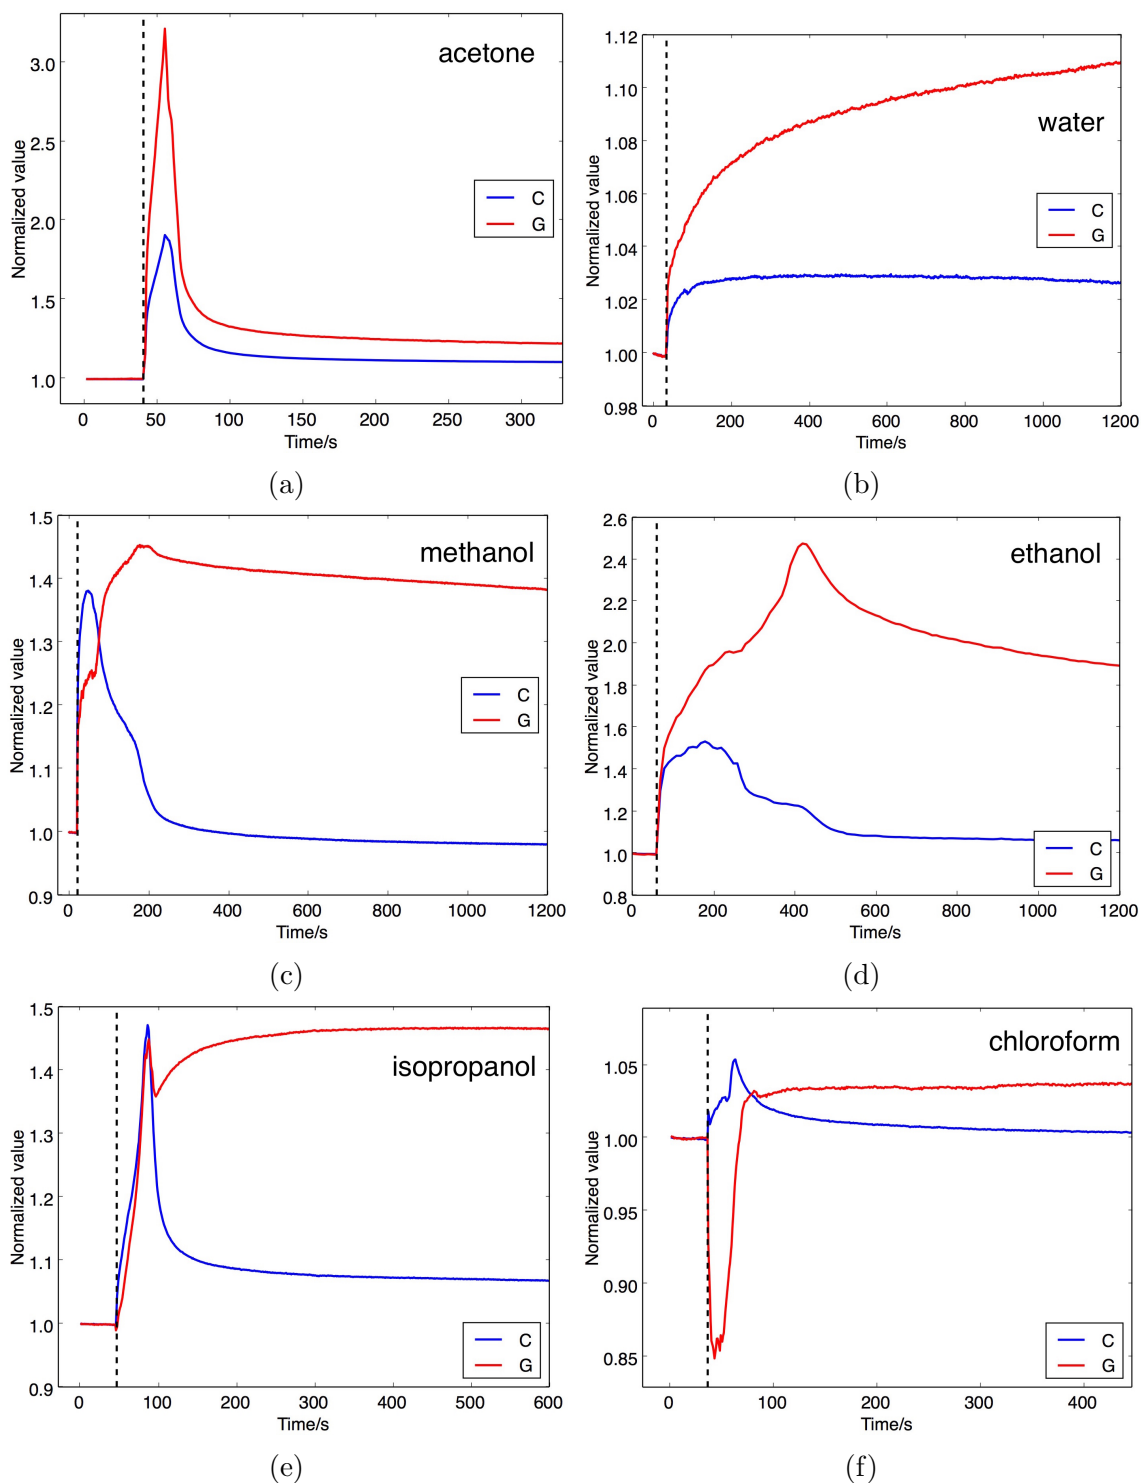 acetone
3.0
2.5
2.0
1.5
1.0
Normalized value
C
G
0 50 100 150 200 250 300
Time/s
(a)
water
1.12
1.10
1.08
1.06
1.04
1.02
1.00
0.98
Normalized value
C
G
0 200 400 600 800 1000 1200
Time/s
(b)
methanol
1.5
1.4
1.3
1.2
1.1
1.0
0.9
Normalized value
C
G
0 200 400 600 800 1000 1200
Time/s
(c)
ethanol
2.6
2.4
2.2
2.0
1.8
1.6
1.4
1.2
1.0
0.8
Normalized value
C
G
0 200 400 600 800 1000 1200
Time/s
(d)
isopropanol
1.5
1.4
1.3
1.2
1.1
1.0
0.9
Normalized value
C
G
0 100 200 300 400 500 600
Time/s
(e)
chloroform
1.05
1.00
0.95
0.90
0.85
Normalized value
C
G
0 100 200 300 400
Time/s
(f)